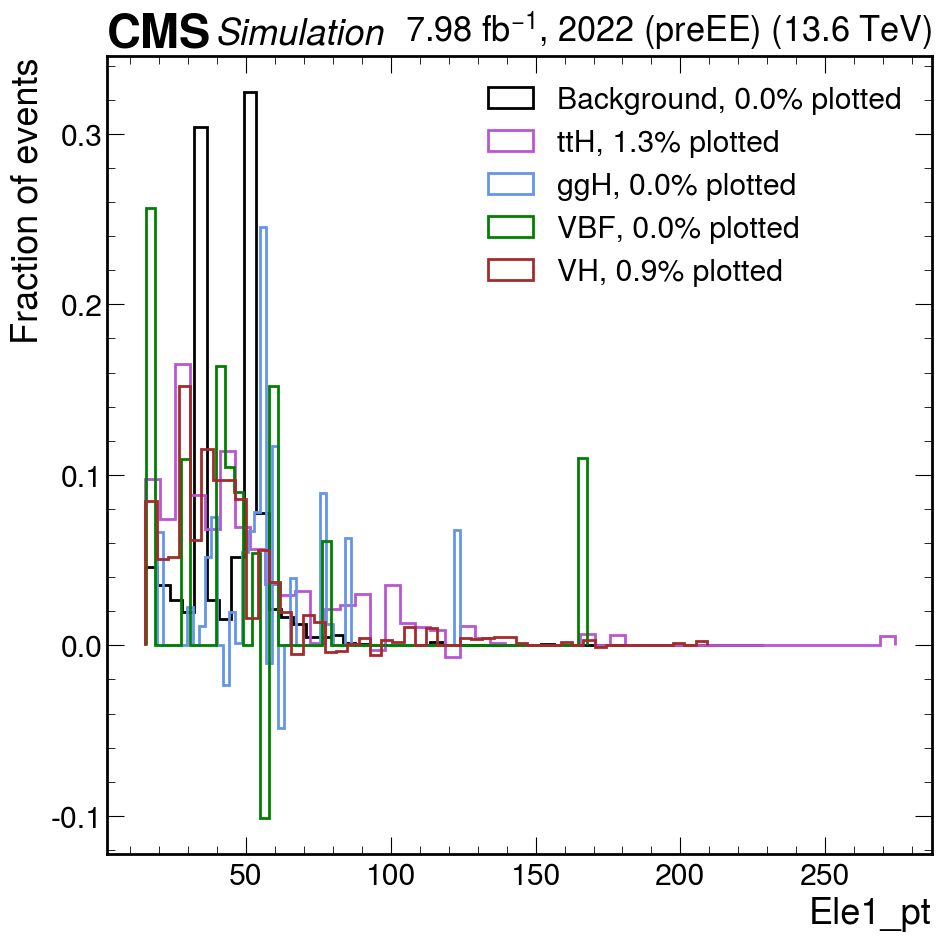 CMS Simulation 7.98 fb⁻¹, 2022 (preEE) (13.6 TeV)
Fraction of events
Background, 0.0% plotted
ttH, 1.3% plotted
ggH, 0.0% plotted
VBF, 0.0% plotted
VH, 0.9% plotted
0.3
0.2
0.1
0.0
-0.1
50 100 150 200 250
Ele1_pt